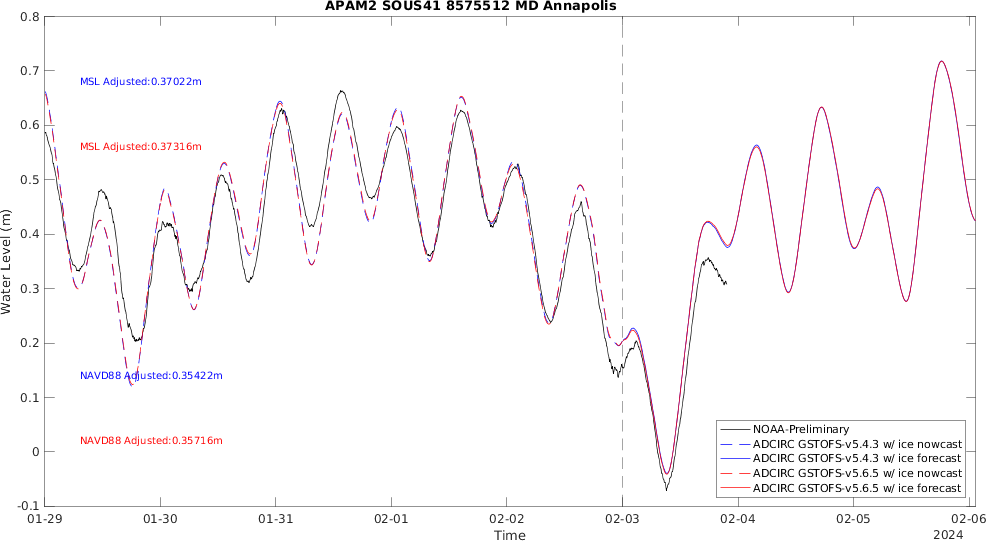 APAM2 SOUS41 8575512 MD Annapolis
0.8
0.7
0.6
0.5
0.4
0.3
0.2
0.1
0
-0.1
Water Level (m)
MSL Adjusted:0.37022m
MSL Adjusted:0.37316m
NAVD88 Adjusted:0.35422m
NAVD88 Adjusted:0.35716m
NOAA-Preliminary
ADCIRC GSTOFS-v5.4.3 w/ ice nowcast
ADCIRC GSTOFS-v5.4.3 w/ ice forecast
ADCIRC GSTOFS-v5.6.5 w/ ice nowcast
ADCIRC GSTOFS-v5.6.5 w/ ice forecast
01-29 01-30 01-31 02-01 02-02 02-03 02-04 02-05 02-06
Time
2024